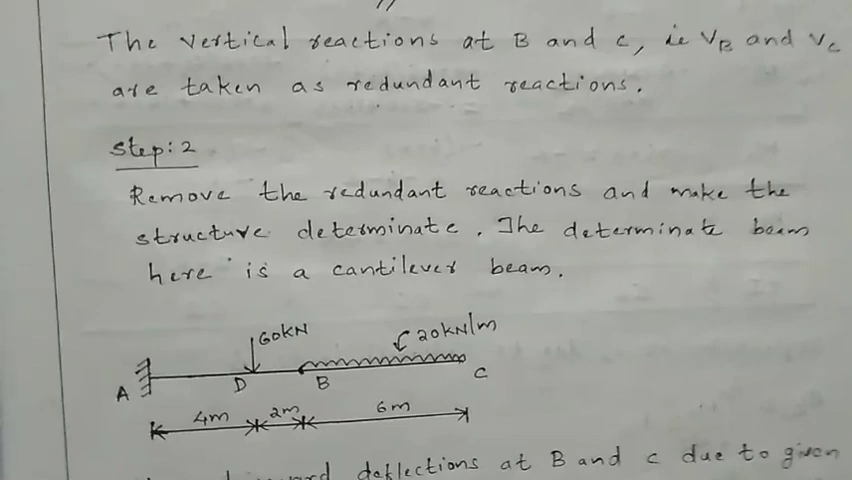 The vertical reactions at B and C, ie VB and VC
are taken as redundant reactions.
Step:2
Remove the redundant reactions and make the
structure determinate. The determinate beam
here is a cantilever beam.
60KN
20KN/m
A D B C
4m 2m 6m
deflections at B and C due to given